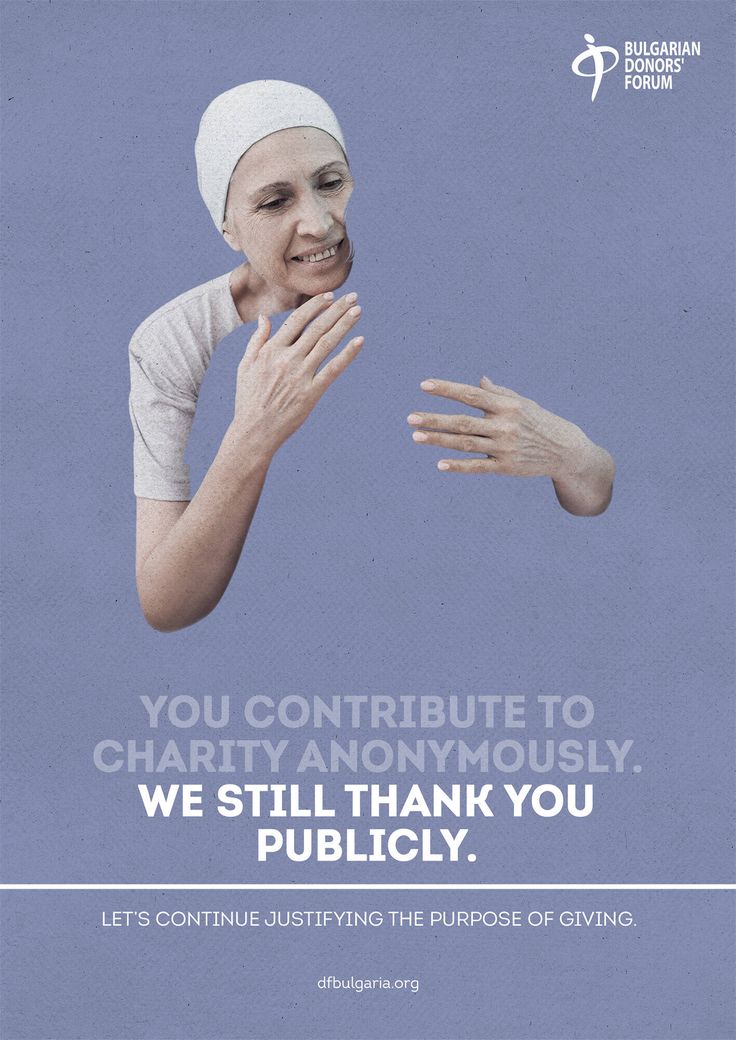 BULGARIAN
DONORS'
FORUM
YOU CONTRIBUTE TO
CHARITY ANONYMOUSLY.
WE STILL THANK YOU
PUBLICLY.
LET'S CONTINUE JUSTIFYING THE PURPOSE OF GIVING.
dfbulgaria.org